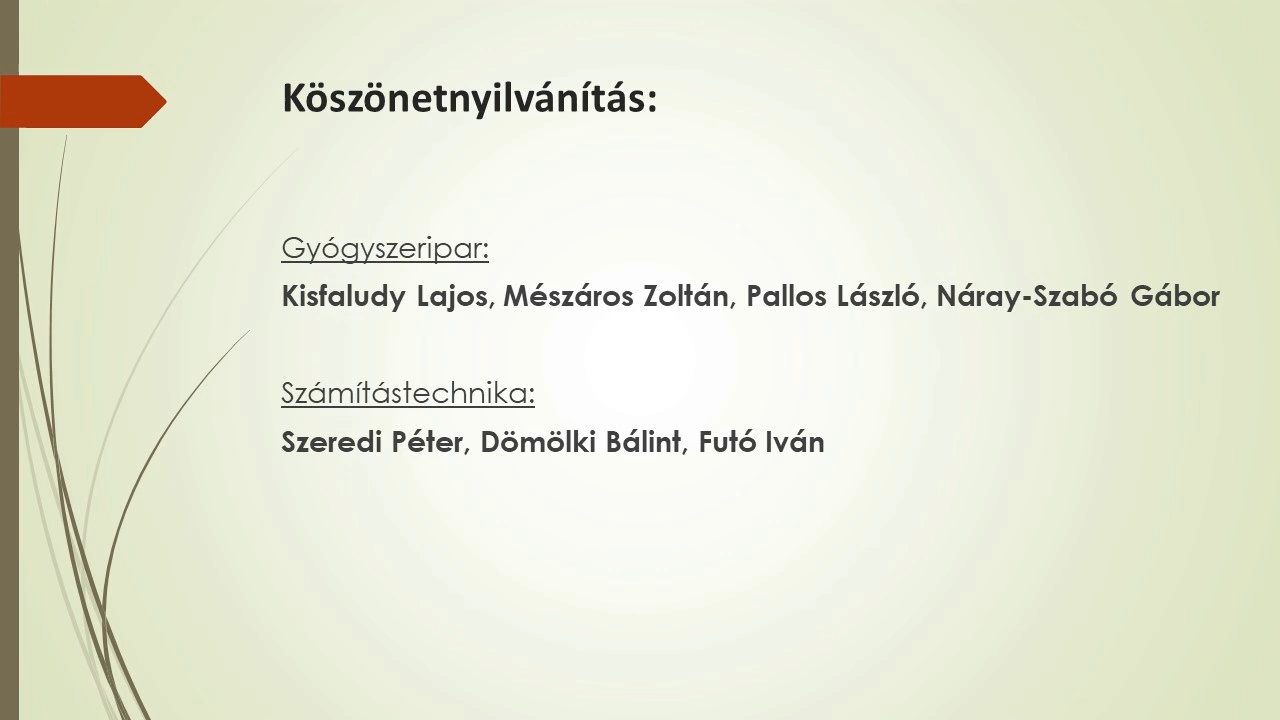 Köszönetnyilvánítás:
Gyógyszeripar:
Kisfaludy Lajos, Mészáros Zoltán, Pallos László, Náray-Szabó Gábor
Számítástechnika:
Szeredi Péter, Dömölki Bálint, Futó Iván